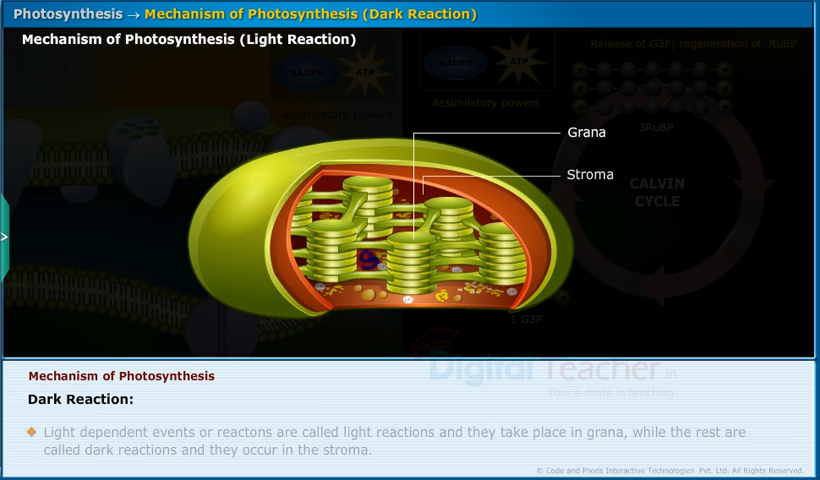 Photosynthesis → Mechanism of Photosynthesis (Dark Reaction)
Mechanism of Photosynthesis (Light Reaction)
Release of G3P; regeneration of RuBP
NADPH
ATP
NADPH
ATP
Assimilatory powers
Assimilatory powers
Grana
3RuBP
Stroma
CALVIN
CYCLE
1 G3P
Digital Teacher.in
Your e-mate in teaching
Mechanism of Photosynthesis
Dark Reaction:
Light dependent events or reactons are called light reactions and they take place in grana, while the rest are
called dark reactions and they occur in the stroma.
© Code and Pixels Interactive Technologies Pvt. Ltd. All Rights Reserved.